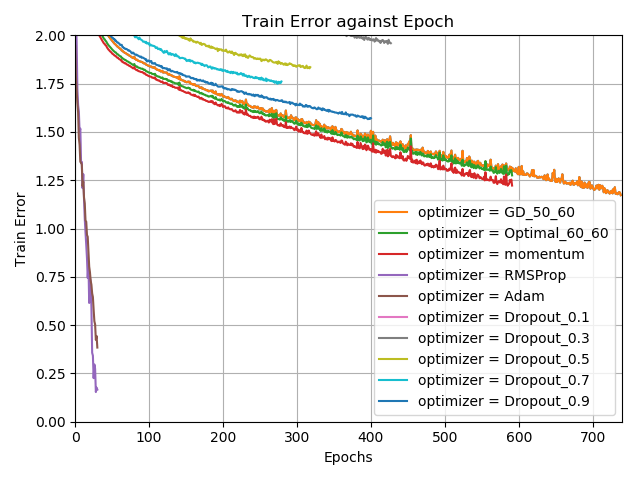 Train Error against Epoch
2.00
1.75
1.50
1.25
1.00
0.75
0.50
0.25
0.00
Train Error
optimizer = GD_50_60
optimizer = Optimal_60_60
optimizer = momentum
optimizer = RMSProp
optimizer = Adam
optimizer = Dropout_0.1
optimizer = Dropout_0.3
optimizer = Dropout_0.5
optimizer = Dropout_0.7
optimizer = Dropout_0.9
0 100 200 300 400 500 600 700
Epochs